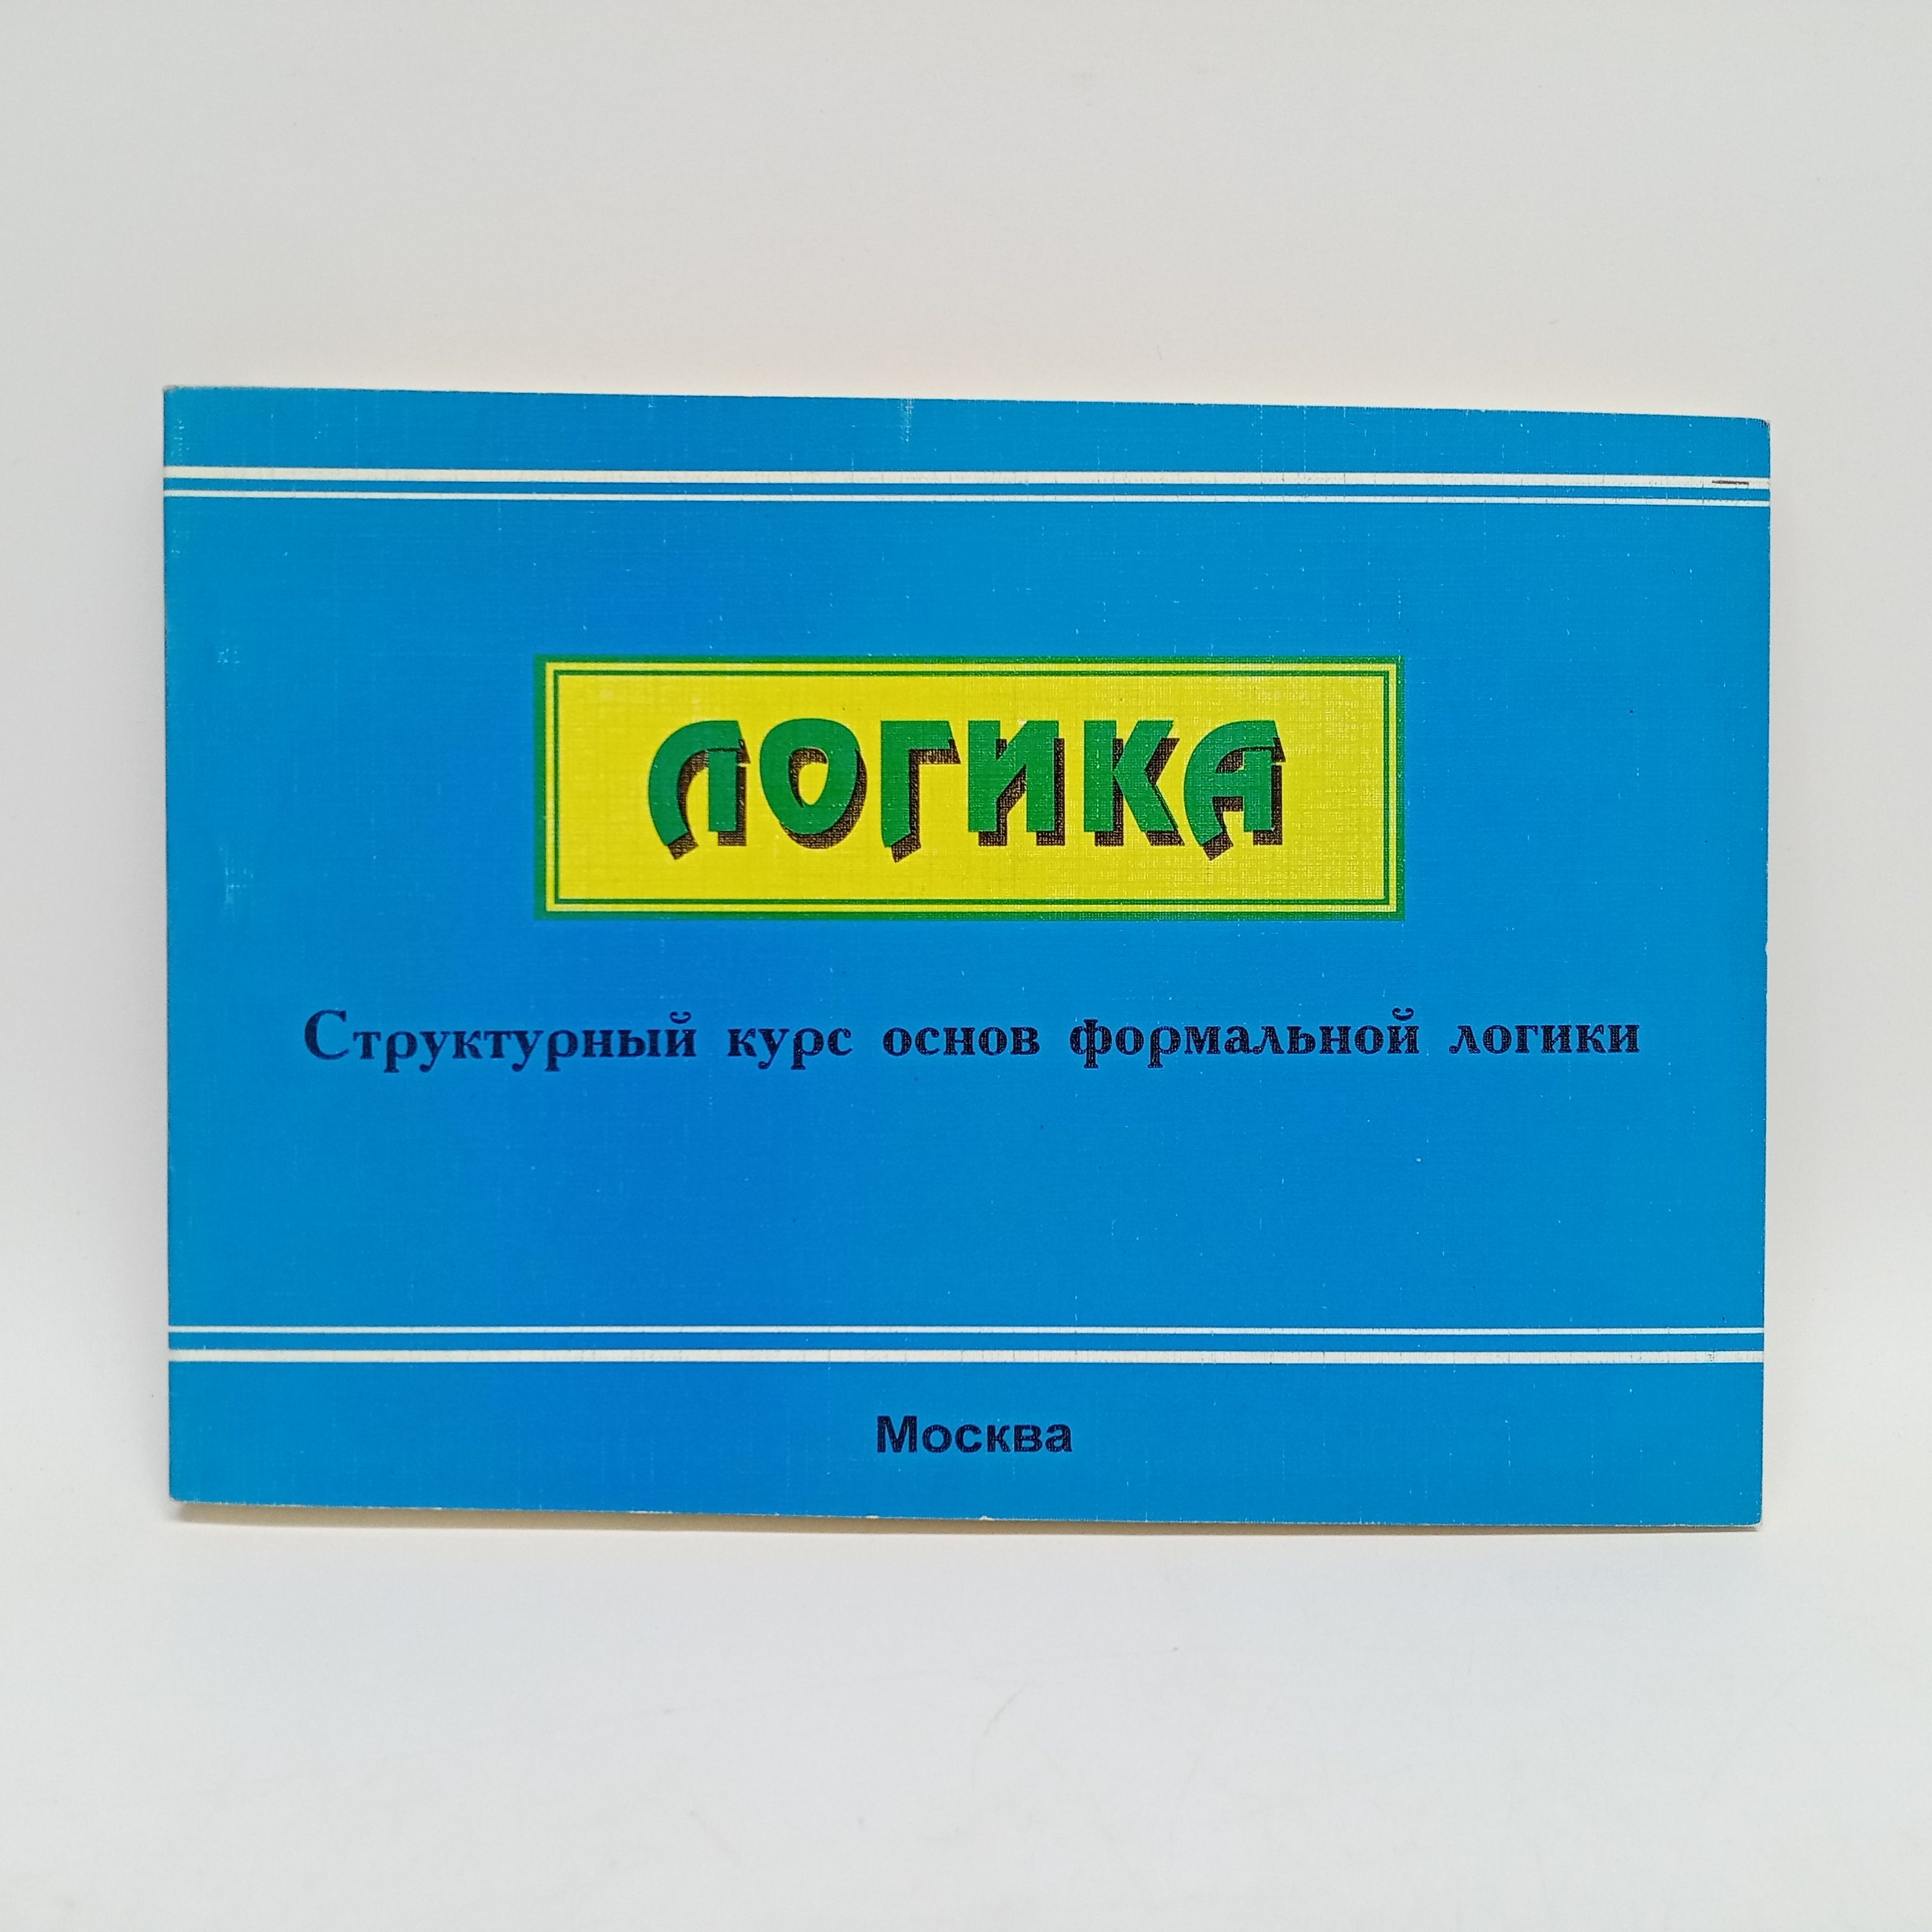 ЛОГИКА
Структурный курс основ формальной логики
Москва